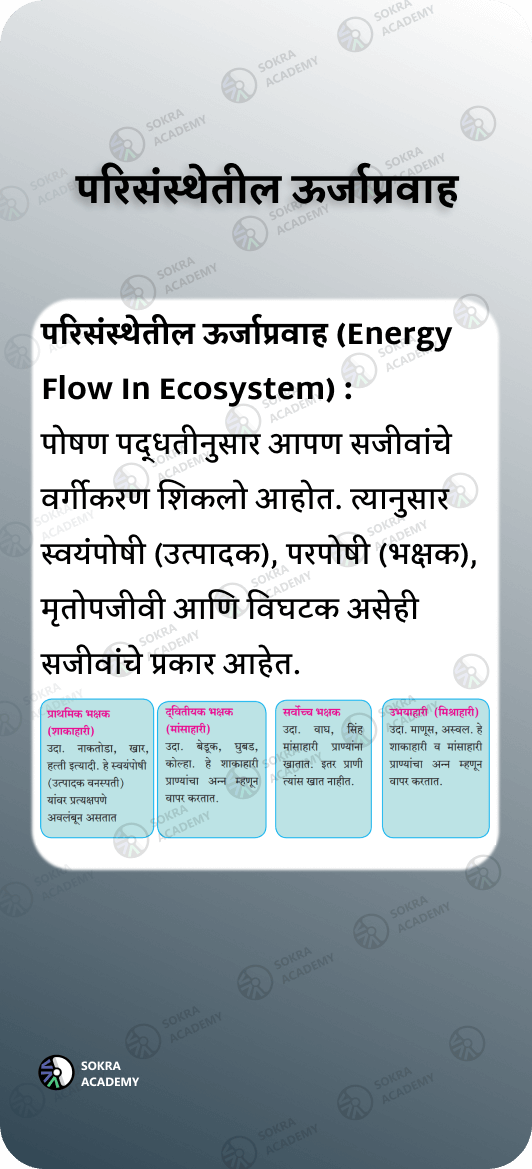 परिसंस्थेतील ऊर्जाप्रवाह
परिसंस्थेतील ऊर्जाप्रवाह (Energy
Flow In Ecosystem) :
पोषण पद्धतीनुसार आपण सजीवांचे
वर्गीकरण शिकलो आहोत. त्यानुसार
स्वयंपोषी (उत्पादक), परपोषी (भक्षक),
मृतोपजीवी आणि विघटक असेही
सजीवांचे प्रकार आहेत.
प्राथमिक भक्षक
(शाकाहारी)
उदा. नाकतोडा, खार,
हत्ती इत्यादी. हे स्वयंपोषी
(उत्पादक वनस्पती)
यांवर प्रत्यक्षपणे
अवलंबून असतात
द्वितीयक भक्षक
(मांसाहारी)
उदा. बेडूक, घुबड,
कोल्हा. हे शाकाहारी
प्राण्यांचा अन्न म्हणून
वापर करतात.
सर्वोच्च भक्षक
उदा. वाघ, सिंह
मांसाहारी प्राण्यांना
खातात. इतर प्राणी
त्यांस खात नाहीत.
उभयाहारी (मिश्राहारी)
उदा. माणूस, अस्वल. हे
शाकाहारी व मांसाहारी
प्राण्यांचा अन्न म्हणून
वापर करतात.
SOKRA
ACADEMY